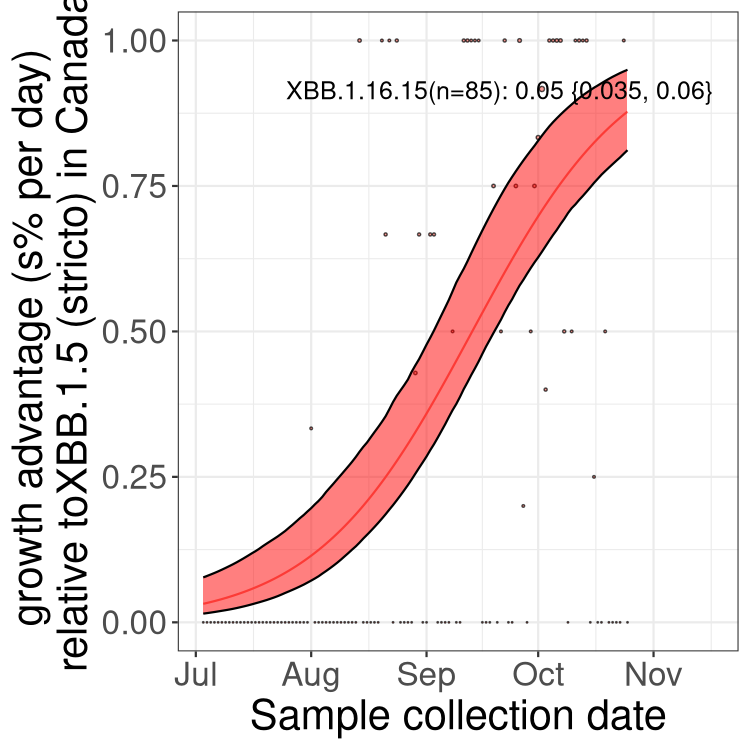 growth advantage (s% per day)
relative toXBB.1.5 (stricto) in Canada
1.00
0.75
0.50
0.25
0.00
XBB.1.16.15(n=85): 0.05 {0.035, 0.06}
Jul Aug Sep Oct Nov
Sample collection date